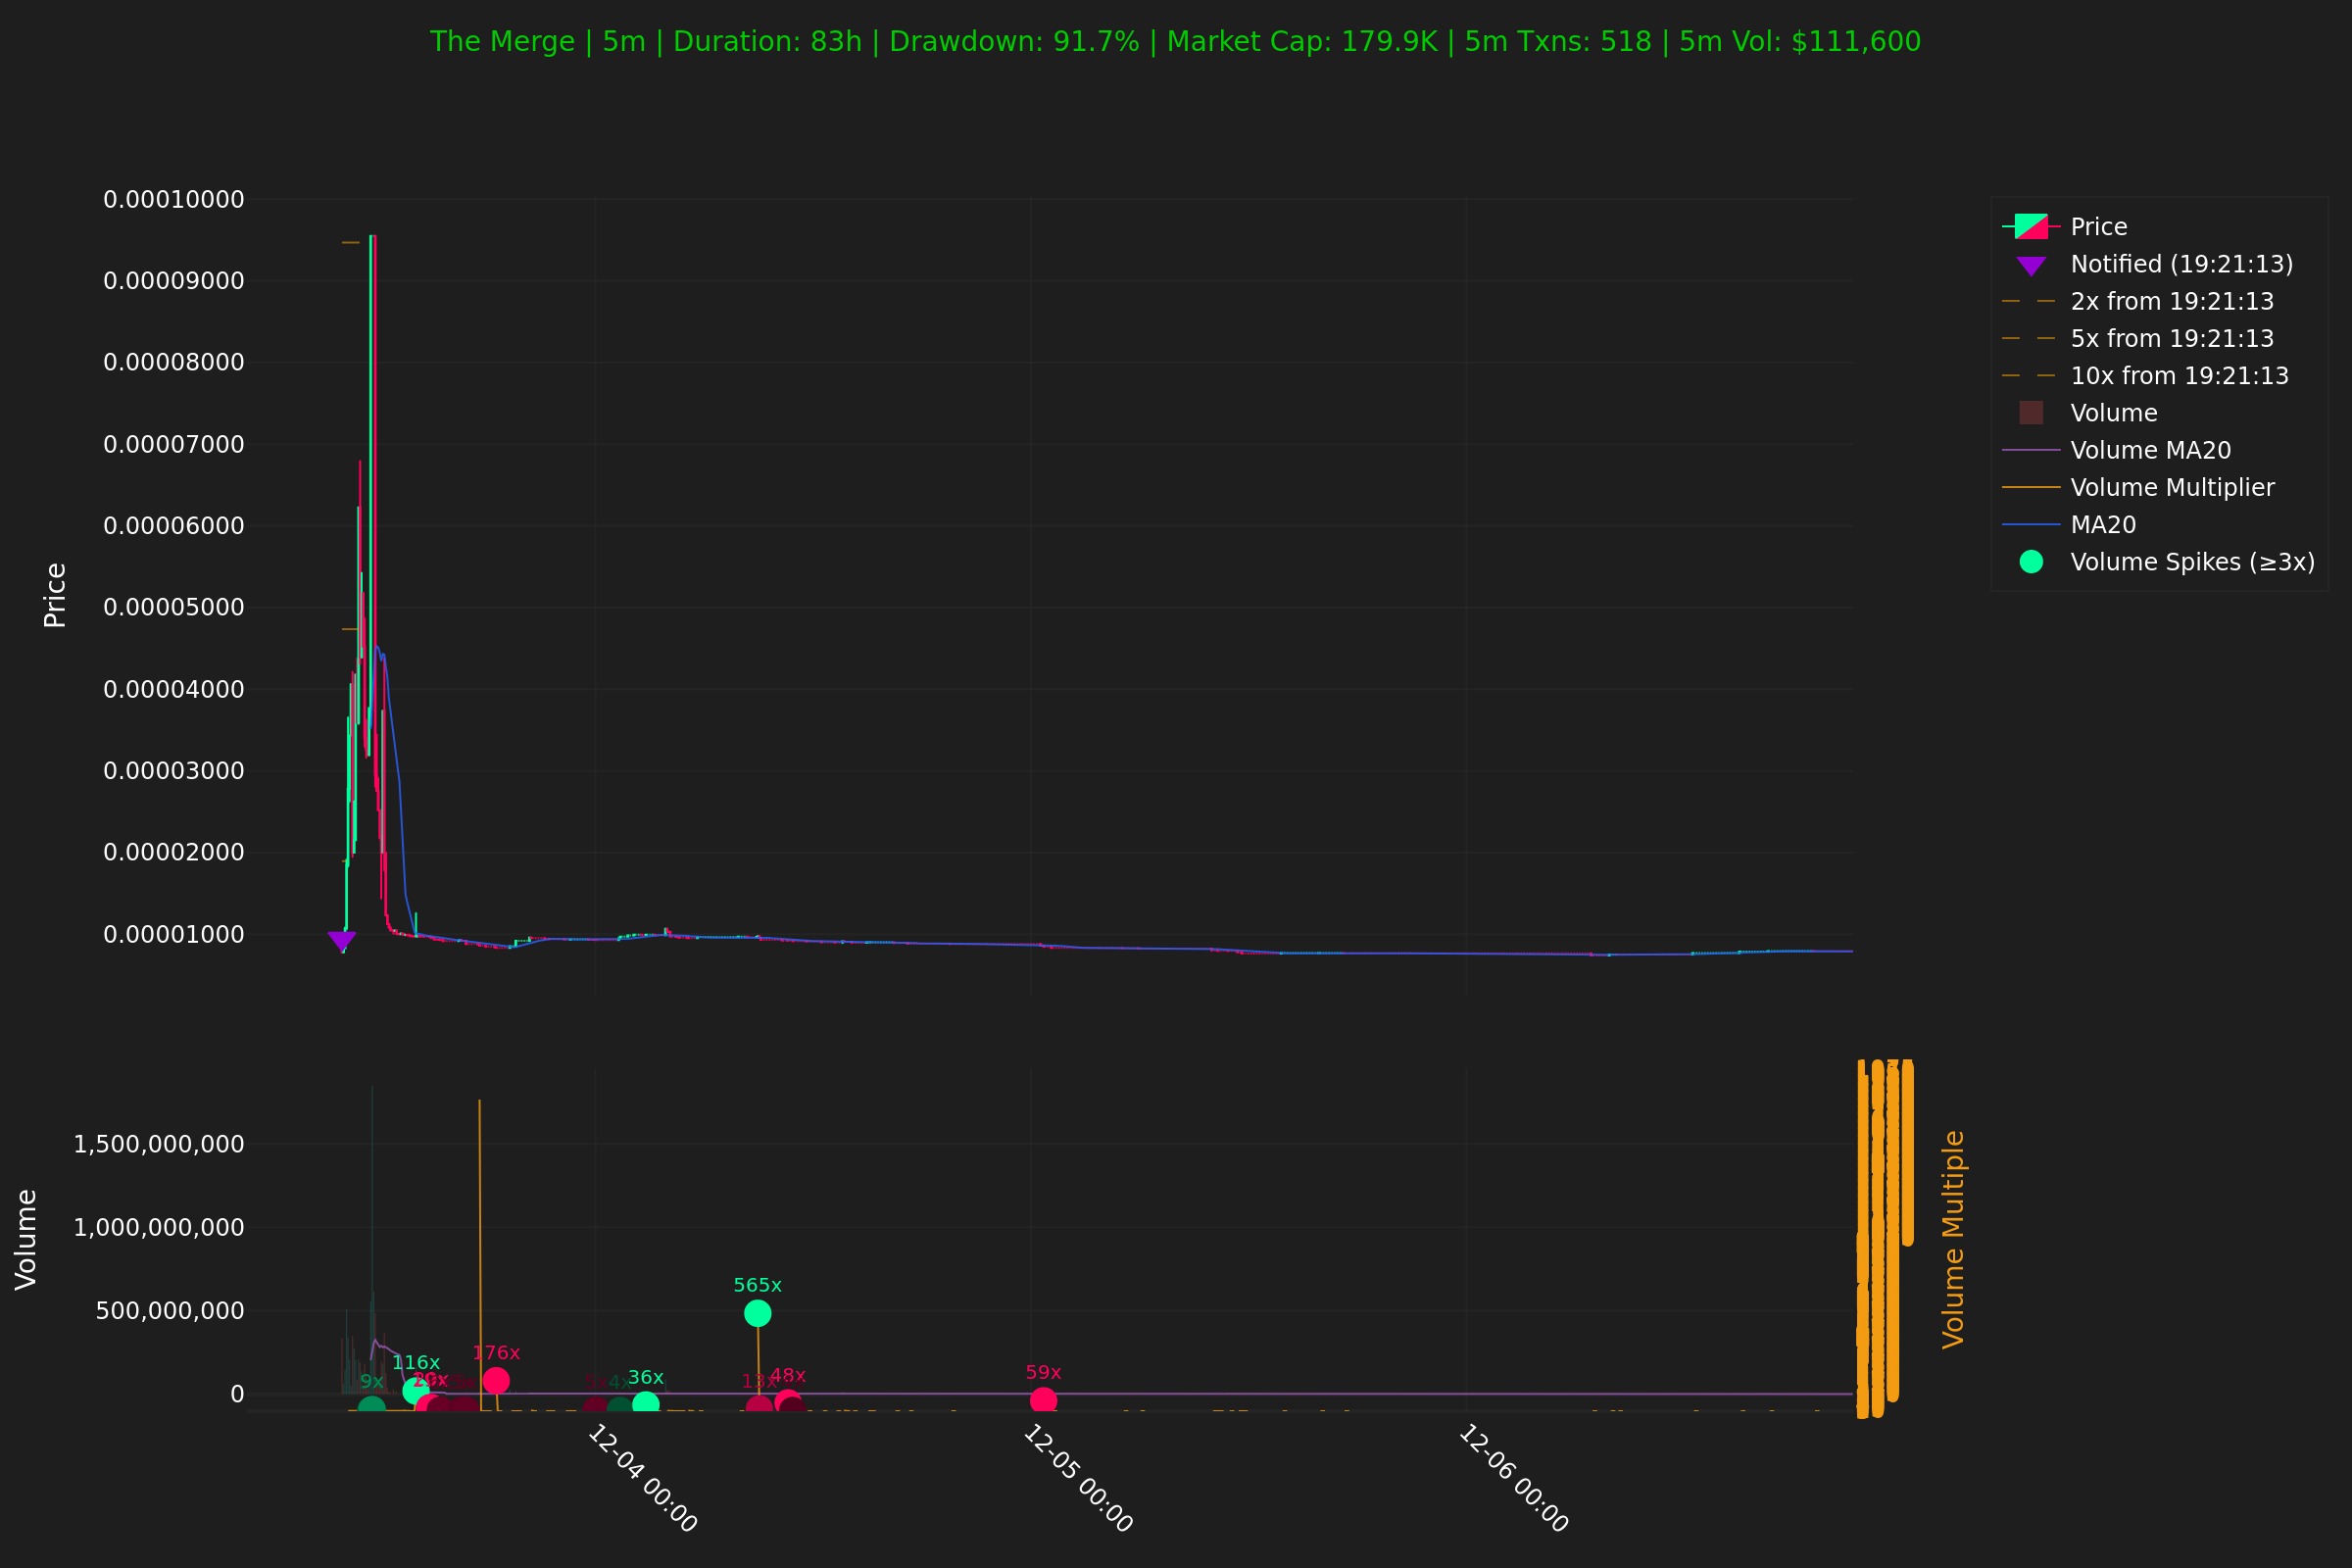 The Merge | 5m | Duration: 83h | Drawdown: 91.7% | Market Cap: 179.9K | 5m Txns: 518 | 5m Vol: $111,600
0.00010000
0.00009000
0.00008000
0.00007000
0.00006000
0.00005000
0.00004000
0.00003000
0.00002000
0.00001000
Price
Price
Notified (19:21:13)
2x from 19:21:13
5x from 19:21:13
10x from 19:21:13
Volume
Volume MA20
Volume Multiplier
MA20
Volume Spikes (≥3x)
1,500,000,000
1,000,000,000
500,000,000
0
Volume
9x
116x
176x
4x
36x
565x
13x
48x
59x
Volume Multiple
12-04 00:00
12-05 00:00
12-06 00:00